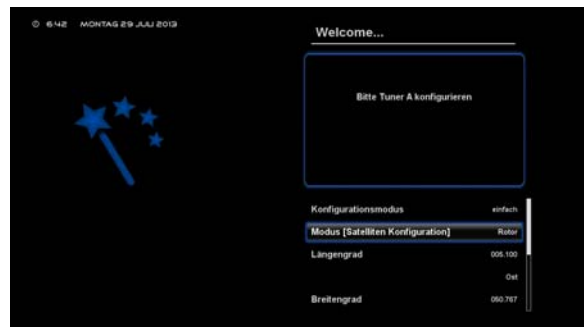 6:42 MONTAG 29 JULI 2013
Welcome...
Bitte Tuner A konfigurieren
Konfigurationsmodus einfach
Modus [Satelliten Konfiguration] Rotor
Längengrad 005.100
Ost
Breitengrad 050.767